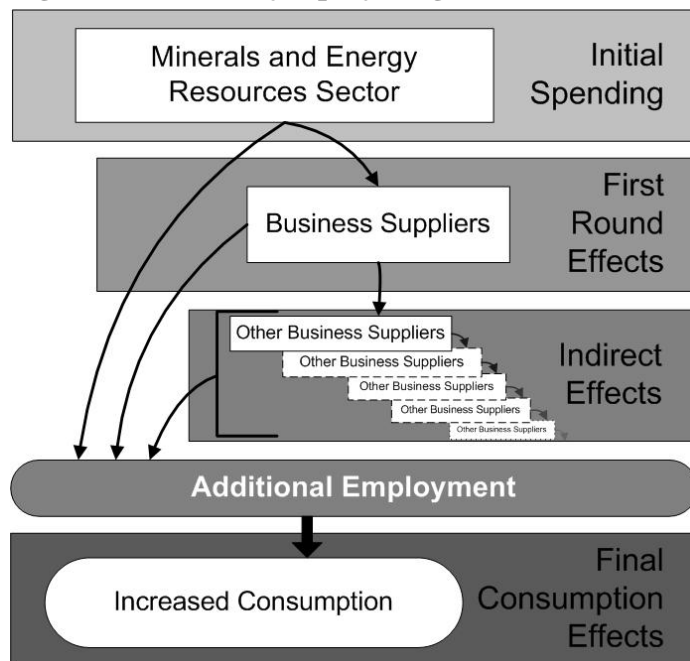 Minerals and Energy
Resources Sector
Initial
Spending
Business Suppliers
First
Round
Effects
Other Business Suppliers
Other Business Suppliers
Other Business Suppliers
Other Business Suppliers
Other Business Suppliers
Indirect
Effects
Additional Employment
Increased Consumption
Final
Consumption
Effects